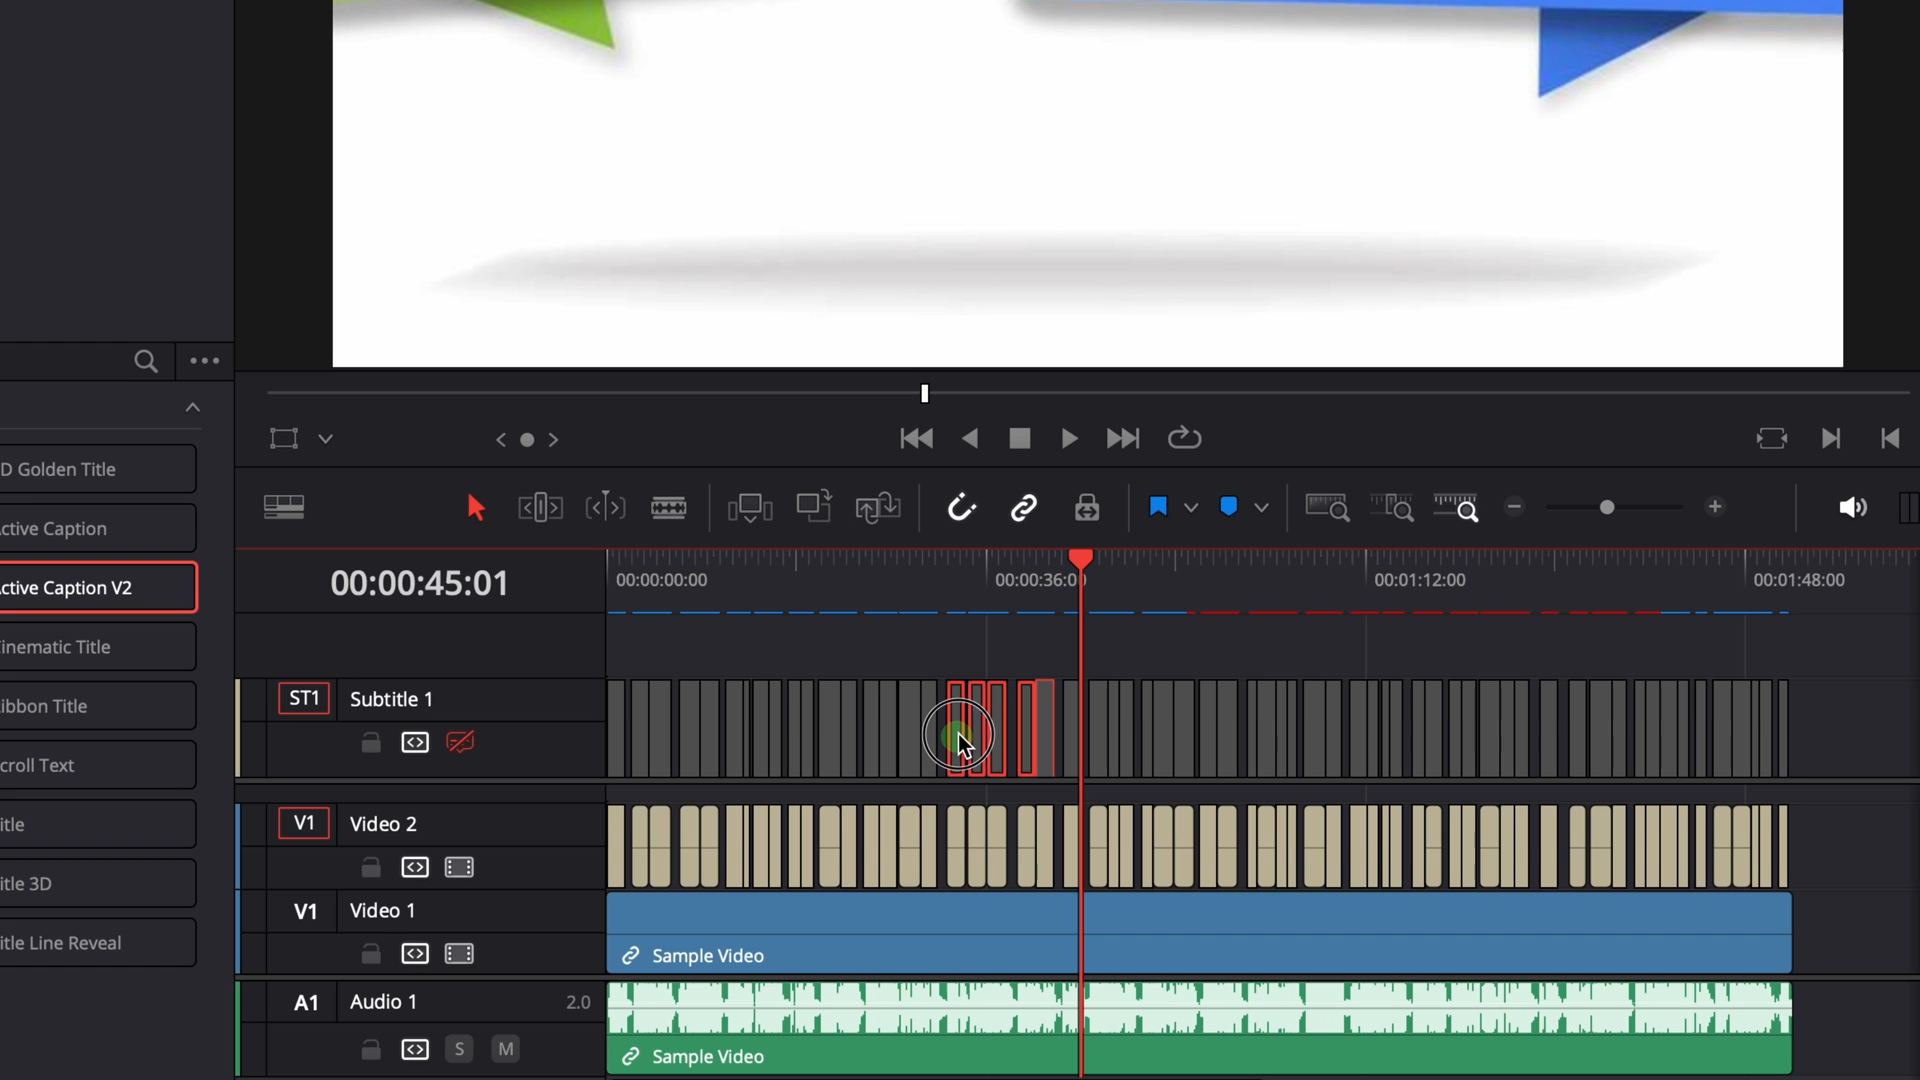 D Golden Title
ctive Caption
ctive Caption V2
inematic Title
ibbon Title
croll Text
itle
itle 3D
itle Line Reveal
00:00:45:01
00:00:00:00
00:00:36:00
00:01:12:00
00:01:48:00
ST1 Subtitle 1
V1 Video 2
V1 Video 1
Sample Video
A1 Audio 1 2.0
S M
Sample Video